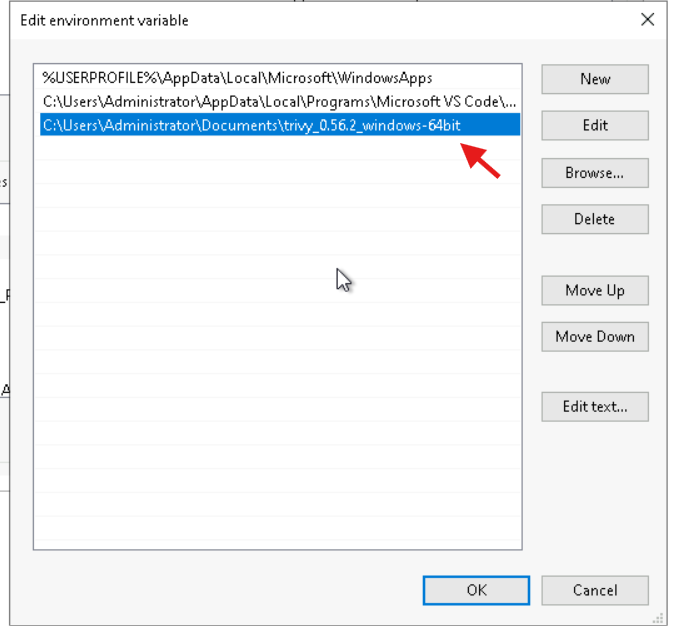 Edit environment variable
%USERPROFILE%\AppData\Local\Microsoft\WindowsApps
C:\Users\Administrator\AppData\Local\Programs\Microsoft VS Code\...
C:\Users\Administrator\Documents\trivy_0.56.2_windows-64bit
New
Edit
Browse...
Delete
Move Up
Move Down
Edit text...
OK
Cancel